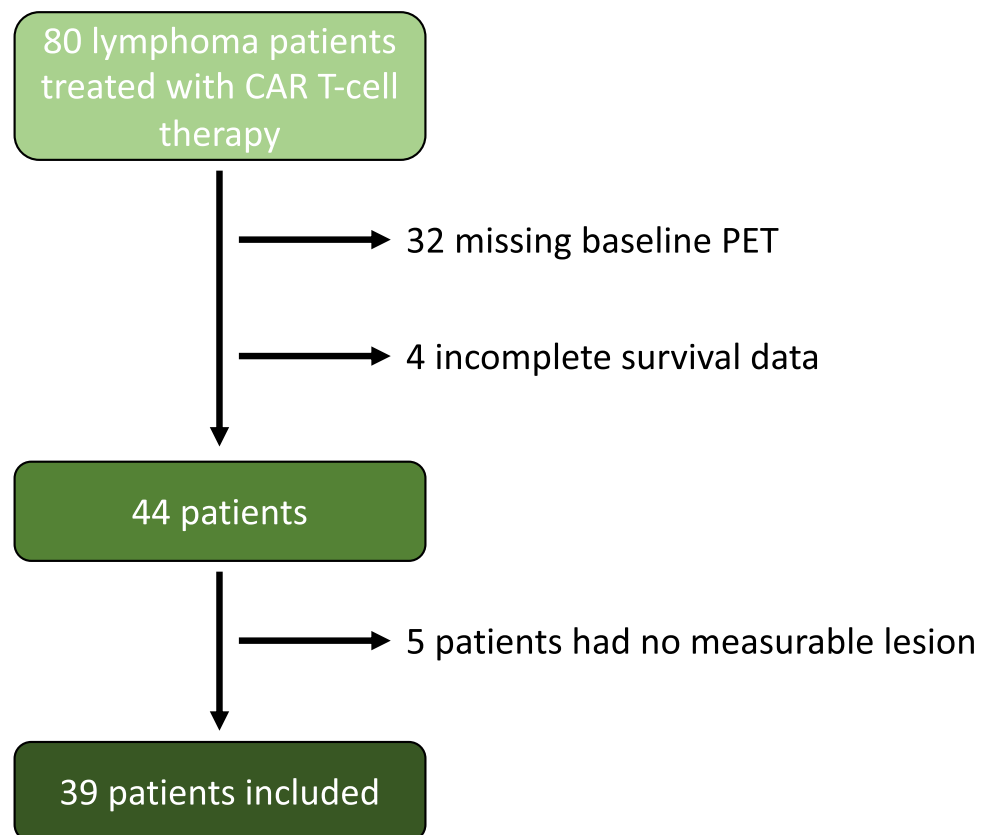 80 lymphoma patients
treated with CAR T-cell
therapy
32 missing baseline PET
4 incomplete survival data
44 patients
5 patients had no measurable lesion
39 patients included